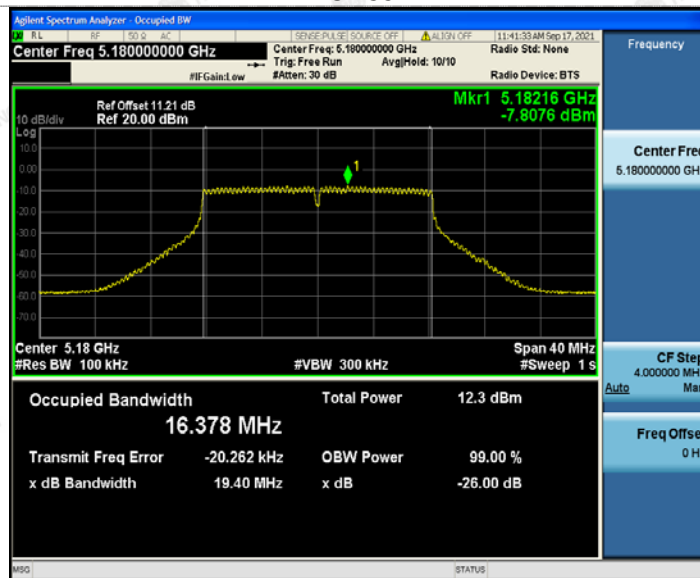 Agilent Spectrum Analyzer - Occupied BW
RL RF 50 Ω AC SENSE:PULSE SOURCE OFF ALIGN OFF 11:41:33 AM Sep 17, 2021
Center Freq 5.180000000 GHz
Center Freq: 5.180000000 GHz
Radio Std: None
Trig: Free Run Avg|Hold: 10/10
#IFGain:Low #Atten: 30 dB Radio Device: BTS
Frequency
Ref Offset 11.21 dB
10 dB/div Ref 20.00 dBm
Mkr1 5.18216 GHz
-7.8076 dBm
Log
10.0
0.00
-10.0
-20.0
-30.0
-40.0
-50.0
-60.0
-70.0
1
Center Fre
5.180000000 GH
Center 5.18 GHz Span 40 MHz
#Res BW 100 kHz #VBW 300 kHz #Sweep 1 s
CF Step
4.000000 MH
Auto Ma
Occupied Bandwidth Total Power 12.3 dBm
16.378 MHz
Transmit Freq Error -20.262 kHz OBW Power 99.00 %
x dB Bandwidth 19.40 MHz x dB -26.00 dB
Freq Offse
0 H
MSG STATUS